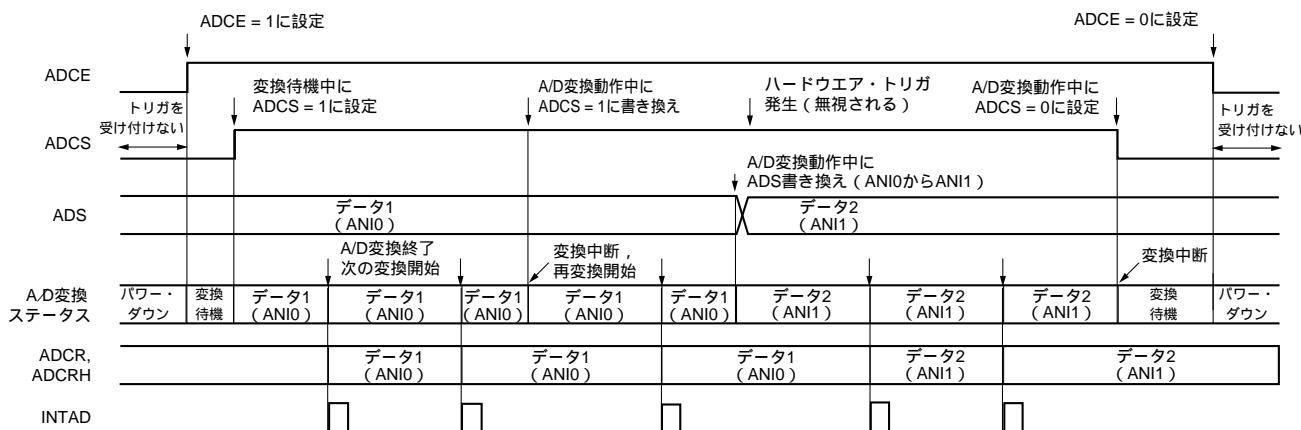 ADCE = 1に設定
ADCE = 0に設定
ADCE
トリガを
受け付けない
変換待機中に
ADCS = 1に設定
A/D変換動作中に
ADCS = 1に書き換え
ハードウエア・トリガ
発生（無視される）
A/D変換動作中に
ADCS = 0に設定
トリガを
受け付けない
ADCS
A/D変換動作中に
ADS書き換え（ANI0からANI1）
ADS
データ1
（ANI0）
データ2
（ANI1）
A/D変換終了
次の変換開始
変換中断，
再変換開始
変換中断
A/D変換
ステータス
パワー・
ダウン
変換
待機
データ1
（ANI0）
データ1
（ANI0）
データ1
（ANI0）
データ1
（ANI0）
データ1
（ANI0）
データ2
（ANI1）
データ2
（ANI1）
データ2
（ANI1）
変換
待機
パワー・
ダウン
ADCR,
ADCRH
データ1
（ANI0）
データ1
（ANI0）
データ1
（ANI0）
データ2
（ANI1）
データ2
（ANI1）
INTAD